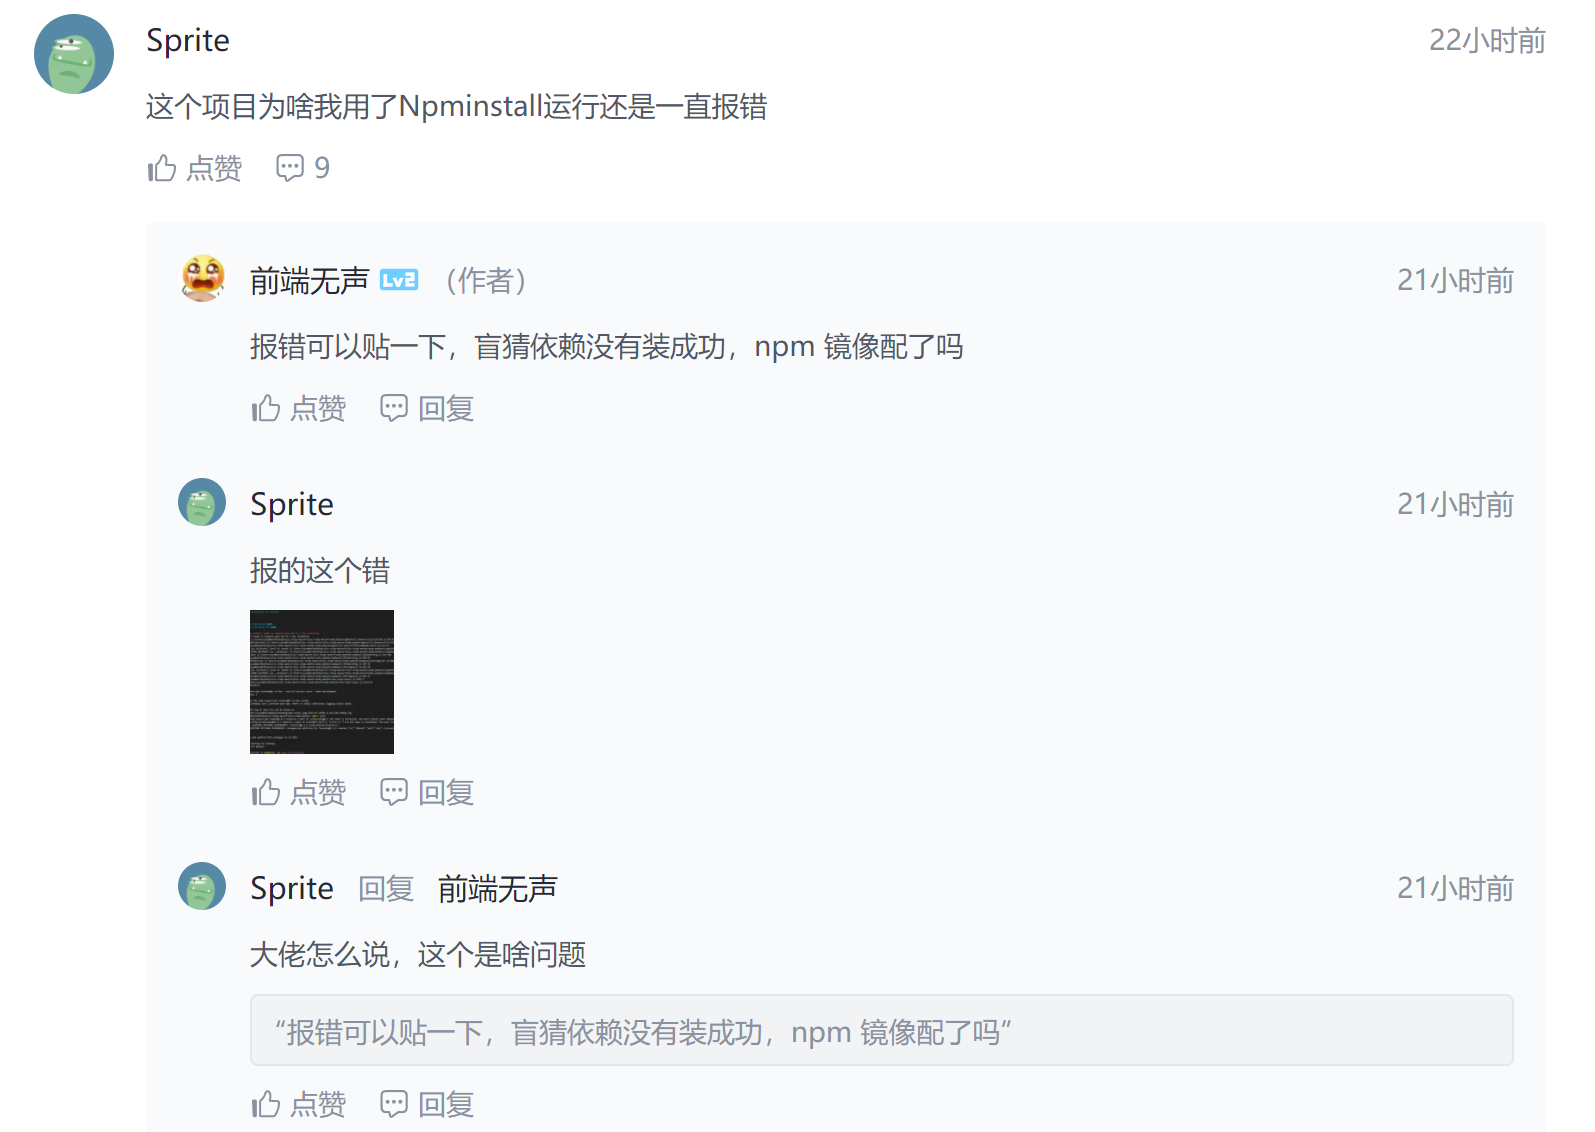 Sprite 22小时前
这个项目为啥我用了Npminstall运行还是一直报错
点赞 9
前端无声 Lv2 （作者） 21小时前
报错可以贴一下，盲猜依赖没有装成功，npm 镜像配了吗
点赞 回复
Sprite 21小时前
报的这个错
点赞 回复
Sprite 回复 前端无声 21小时前
大佬怎么说，这个是啥问题
“报错可以贴一下，盲猜依赖没有装成功，npm 镜像配了吗”
点赞 回复